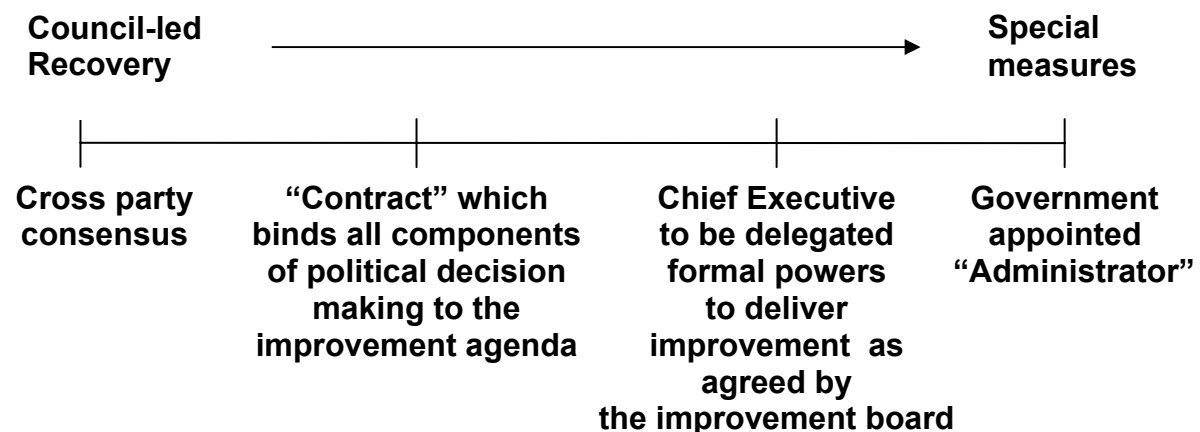 Council-led
Recovery
Special
measures
Cross party
consensus
“Contract” which
binds all components
of political decision
making to the
improvement agenda
Chief Executive
to be delegated
formal powers
to deliver
improvement as
agreed by
the improvement board
Government
appointed
“Administrator”